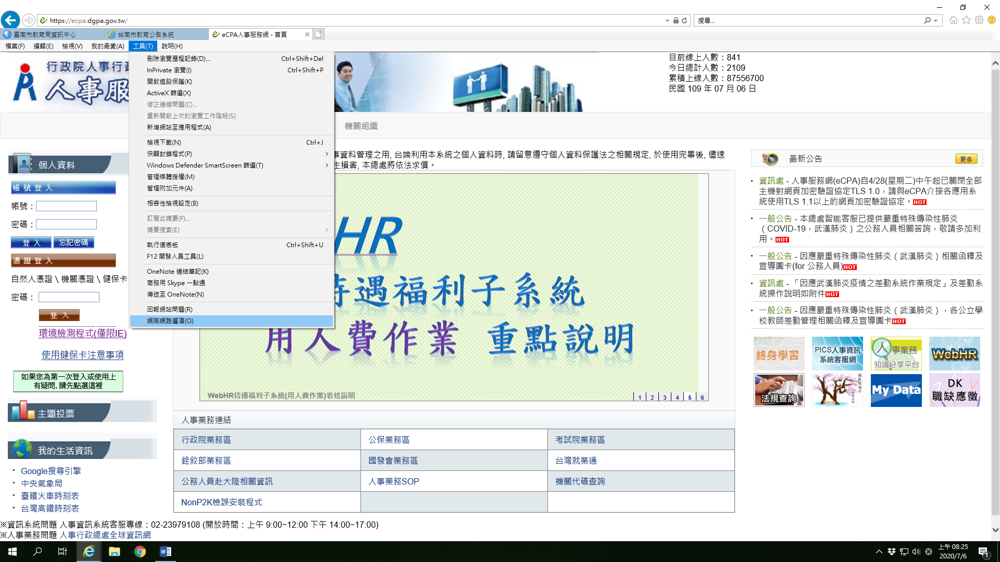 https://ecpa.dgpa.gov.tw/
搜尋...
臺南市教育局資訊中心
台南市教育公告系統
eCPA人事服務網 - 首頁
檔案(F) 編輯(E) 檢視(V) 我的最愛(A) 工具(T) 說明(H)
刪除瀏覽歷程記錄(D)... Ctrl+Shift+Del
InPrivate 瀏覽(I) Ctrl+Shift+P
開啟追蹤保護(K)
ActiveX 篩選(X)
修正連線問題(C)...
重新開啟上次的瀏覽工作階段(S)
新增網站至應用程式(A)
檢視下載(N) Ctrl+J
快顯封鎖程式(P)
Windows Defender SmartScreen 篩選(T)
管理媒體授權(M)
管理附加元件(A)
相容性檢視設定(B)
訂閱此摘要(F)...
摘要搜索(E)
執行儀表板 Ctrl+Shift+U
F12 開發人員工具(L)
OneNote 連結筆記(K)
商務用 Skype 一點通
傳送至 OneNote(N)
回報網站問題(R)
網際網路選項(O)
行政院人事行政
人事服
目前線上人數：841
今日總計人數：2109
累積上線人數：87556700
民國 109 年 07 月 06 日
機關組織
個人資料
帳 號 登 入
帳號：
密碼：
登 入 忘記密碼
憑 證 登 入
自然人憑證 \ 機關憑證 \ 健保卡
密碼：
登 入
環境檢測程式(僅限IE)
使用健保卡注意事項
如果您為第一次登入或使用上
有疑問, 請先點選這裡
主題投票
我的生活資訊
Google搜尋引擎
中央氣象局
臺鐵火車時刻表
台灣高鐵時刻表
事資料管理之用, 台端利用本系統之個人資料時, 請留意遵守個人資料保護法之相關規定, 於使用完畢後, 儘速
生損害, 本總處將依法求償。
HR
待遇福利子系統
用人費作業 重點說明
WebHR待遇福利子系統(用人費作業)表格說明
1 2 3 4 5 6
人事業務連結
行政院業務區 公保業務區 考試院業務區
銓敘部業務區 國發會業務區 台灣就業通
公務人員赴大陸相關資訊 人事業務SOP 機關代碼查詢
NonP2K檢誤安裝程式
最新公告 更多
資訊處 - 人事服務網(eCPA)自4/28(星期二)中午起已關閉全部
主機對網頁加密驗證協定TLS 1.0，請與eCPA介接各應用系
統使用TLS 1.1以上的網頁加密驗證協定。HOT
一般公告 - 本總處智能客服已提供嚴重特殊傳染性肺炎
（COVID-19，武漢肺炎）之公務人員相關答詢，敬請多加利
用。HOT
一般公告 - 因應嚴重特殊傳染性肺炎（武漢肺炎）相關函釋及
宣導圖卡(for 公務人員)HOT
資訊處 - 「因應武漢肺炎疫情之差勤系統作業規定」及差勤系
統操作說明如附件HOT
一般公告 - 因應嚴重特殊傳染性肺炎（武漢肺炎），各公立學
校教師差勤管理相關函釋及宣導圖卡HOT
終身學習
PICS人事資訊
系統客服網
人事業務
知識分享平台
WebHR
法規查詢
My Data
DK
職缺應徵
※資訊系統問題 人事資訊系統客服專線：02-23979108 (開放時間：上午 9:00~12:00 下午 14:00~17:00)
※人事業務問題 人事行政總處全球資訊網
上午 08:25
2020/7/6
1